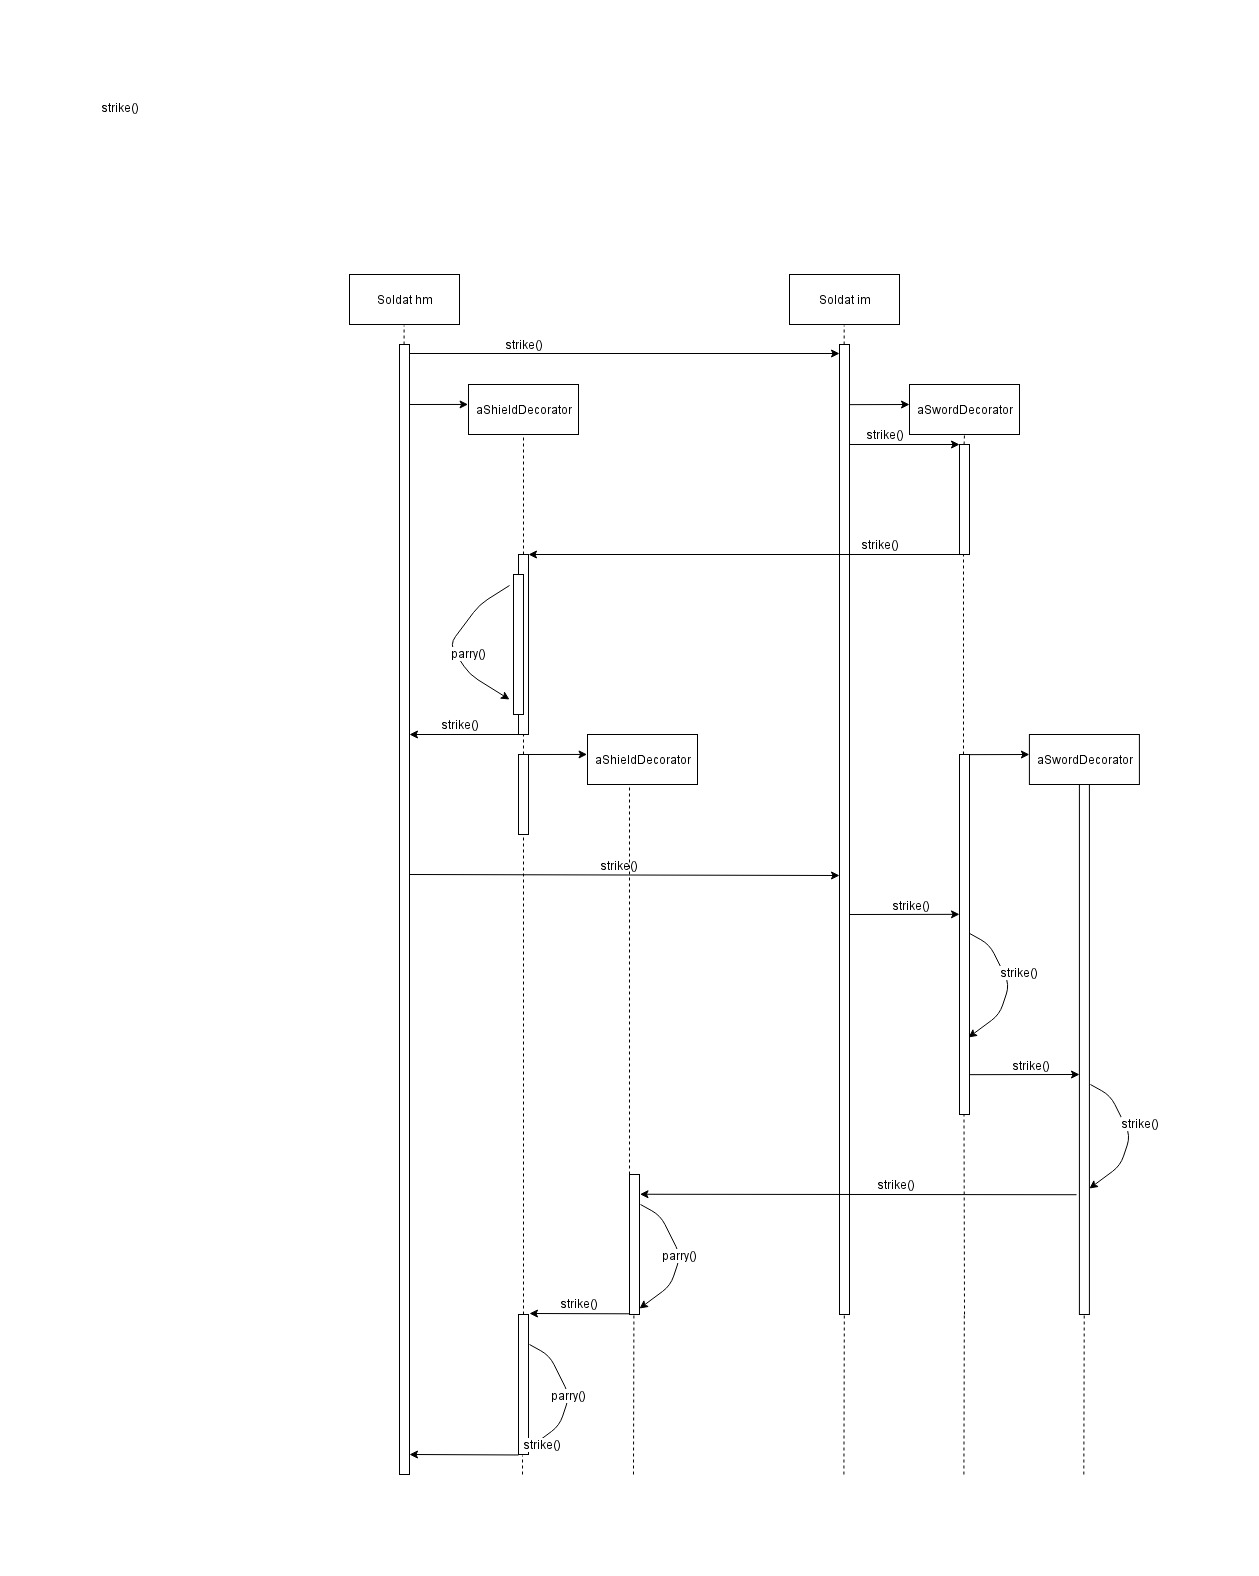 strike()
Soldat hm
Soldat im
strike()
aShieldDecorator
aSwordDecorator
strike()
strike()
parry()
strike()
aShieldDecorator
aSwordDecorator
strike()
strike()
strike()
strike()
strike()
strike()
parry()
strike()
parry()
strike()